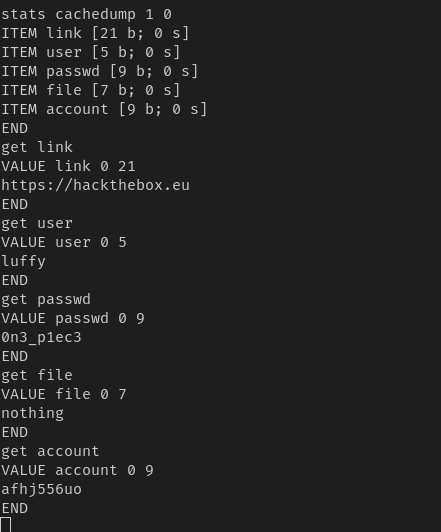 stats cachedump 1 0
ITEM link [21 b; 0 s]
ITEM user [5 b; 0 s]
ITEM passwd [9 b; 0 s]
ITEM file [7 b; 0 s]
ITEM account [9 b; 0 s]
END
get link
VALUE link 0 21
https://hackthebox.eu
END
get user
VALUE user 0 5
luffy
END
get passwd
VALUE passwd 0 9
0n3_p1ec3
END
get file
VALUE file 0 7
nothing
END
get account
VALUE account 0 9
afhj556uo
END